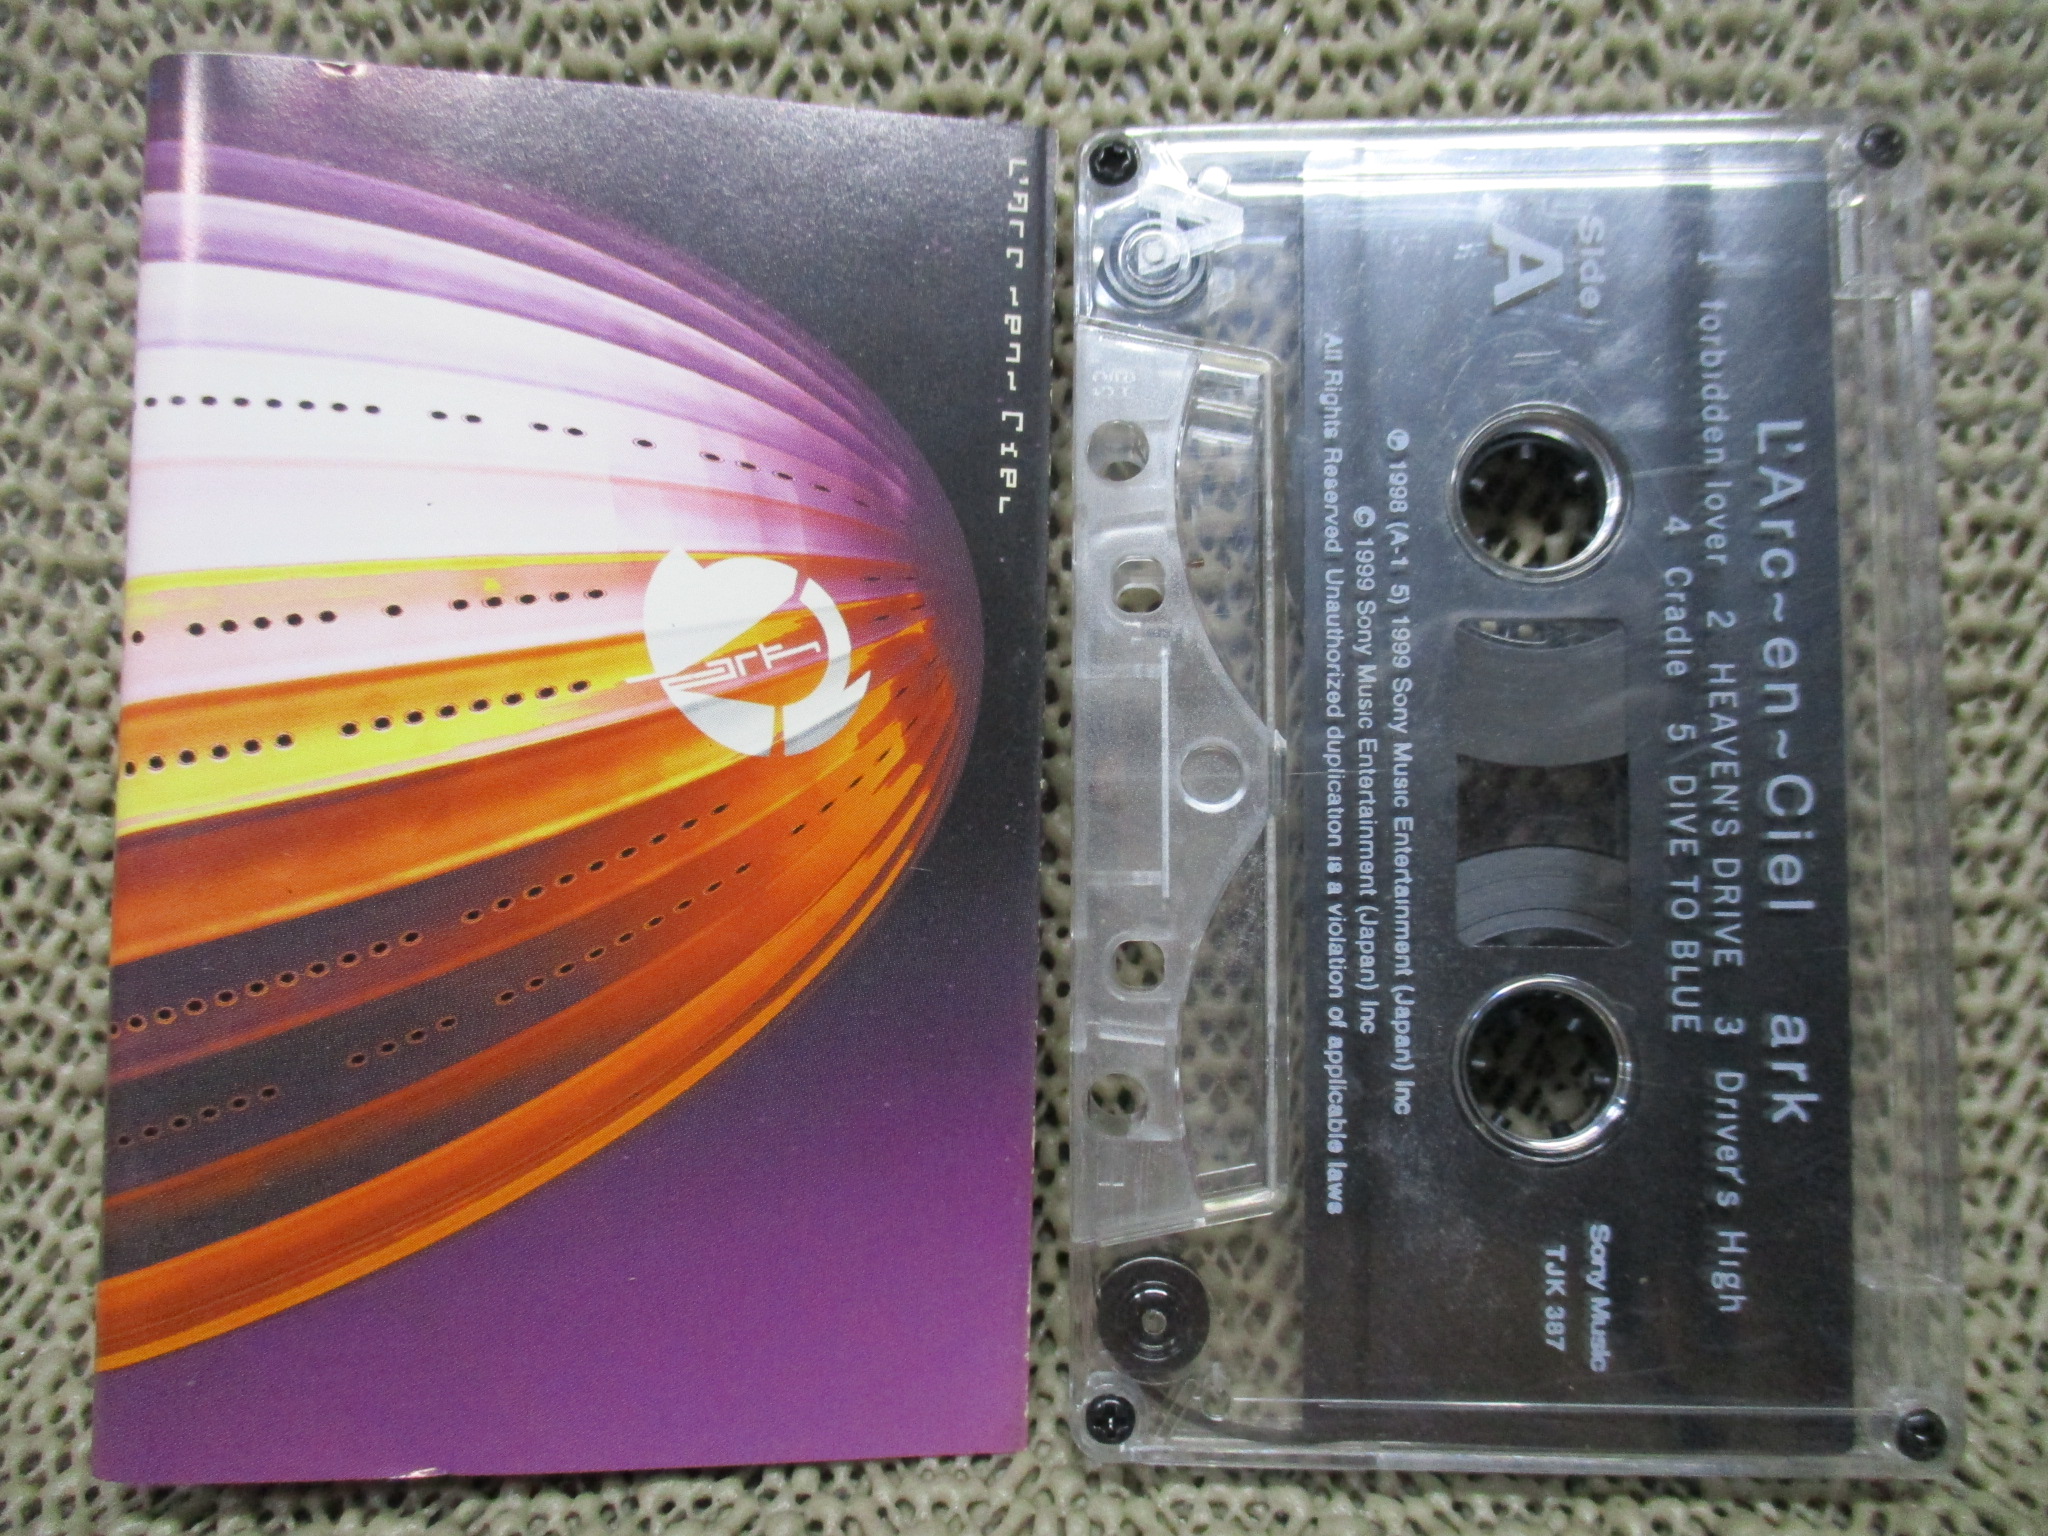 L'Arc~en~Ciel
ark
L'Arc~en~Ciel ark
1 forbidden lover 2 HEAVEN'S DRIVE 3 Driver's High
4 Cradle 5 DIVE TO BLUE
Side
A
Sony Music
TJK 387
℗ 1998 (A-1, 5) 1999 Sony Music Entertainment (Japan) Inc
© 1999 Sony Music Entertainment (Japan) Inc
All Rights Reserved Unauthorized duplication is a violation of applicable laws
A